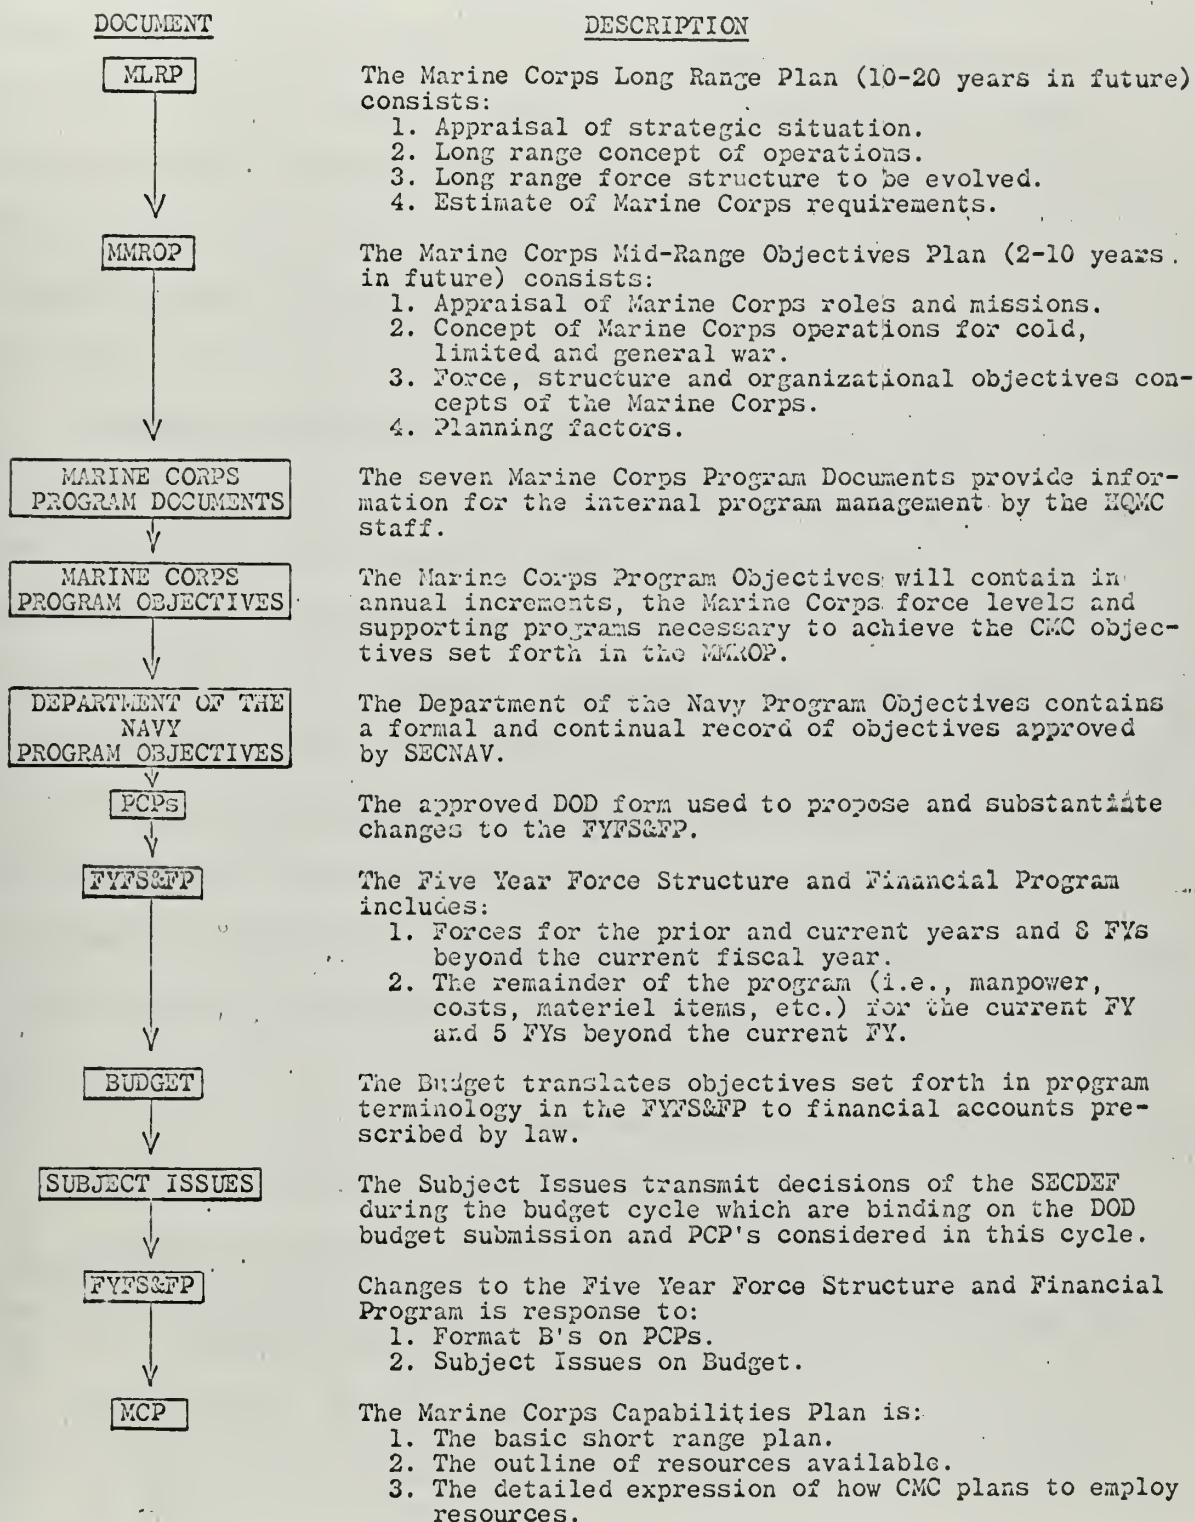 DOCUMENT
DESCRIPTION
MLRP
The Marine Corps Long Range Plan (10-20 years in future)
consists:
1. Appraisal of strategic situation.
2. Long range concept of operations.
3. Long range force structure to be evolved.
4. Estimate of Marine Corps requirements.
MMROP
The Marine Corps Mid-Range Objectives Plan (2-10 years
in future) consists:
1. Appraisal of Marine Corps roles and missions.
2. Concept of Marine Corps operations for cold,
limited and general war.
3. Force, structure and organizational objectives con-
cepts of the Marine Corps.
4. Planning factors.
MARINE CORPS
PROGRAM DOCUMENTS
The seven Marine Corps Program Documents provide infor-
mation for the internal program management by the HQMC
staff.
MARINE CORPS
PROGRAM OBJECTIVES
The Marine Corps Program Objectives will contain in
annual increments, the Marine Corps force levels and
supporting programs necessary to achieve the CMC objec-
tives set forth in the MMROP.
DEPARTMENT OF THE
NAVY
PROGRAM OBJECTIVES
The Department of the Navy Program Objectives contains
a formal and continual record of objectives approved
by SECNAV.
PCPs
The approved DOD form used to propose and substantiate
changes to the FYFS&FP.
FYFS&FP
The Five Year Force Structure and Financial Program
includes:
1. Forces for the prior and current years and 8 FYs
beyond the current fiscal year.
2. The remainder of the program (i.e., manpower,
costs, materiel items, etc.) for the current FY
and 5 FYs beyond the current FY.
BUDGET
The Budget translates objectives set forth in program
terminology in the FYFS&FP to financial accounts pre-
scribed by law.
SUBJECT ISSUES
The Subject Issues transmit decisions of the SECDEF
during the budget cycle which are binding on the DOD
budget submission and PCP's considered in this cycle.
FYFS&FP
Changes to the Five Year Force Structure and Financial
Program is response to:
1. Format B's on PCPs.
2. Subject Issues on Budget.
MCP
The Marine Corps Capabilities Plan is:
1. The basic short range plan.
2. The outline of resources available.
3. The detailed expression of how CMC plans to employ
resources.